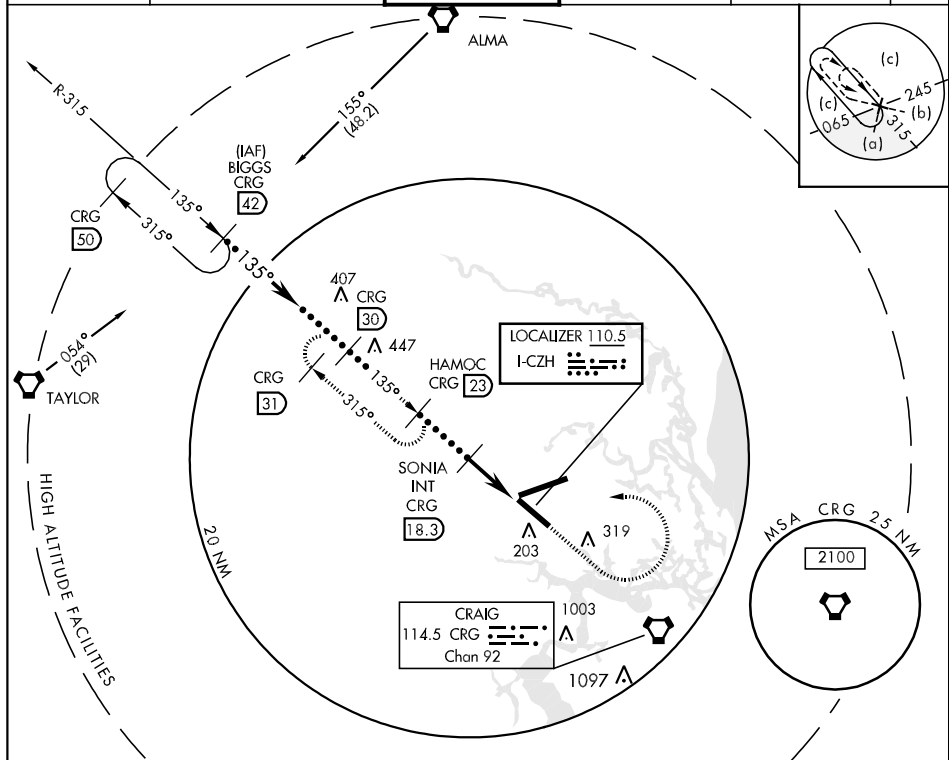 ALMA
R-315
155°
(48.2)
(IAF)
BIGGS
CRG
42
135°
315°
CRG
50
135°
407
CRG
30
447
054°
(29)
TAYLOR
CRG
31
135°
315°
HAMOC
CRG 23
LOCALIZER 110.5
I-CZH
SONIA
INT
CRG
18.3
203
319
HIGH ALTITUDE FACILITIES
20 NM
CRAIG
114.5 CRG
Chan 92
1003
1097
MSA CRG 25 NM
2100
(c)
(c)
245
065
(b)
315
(a)